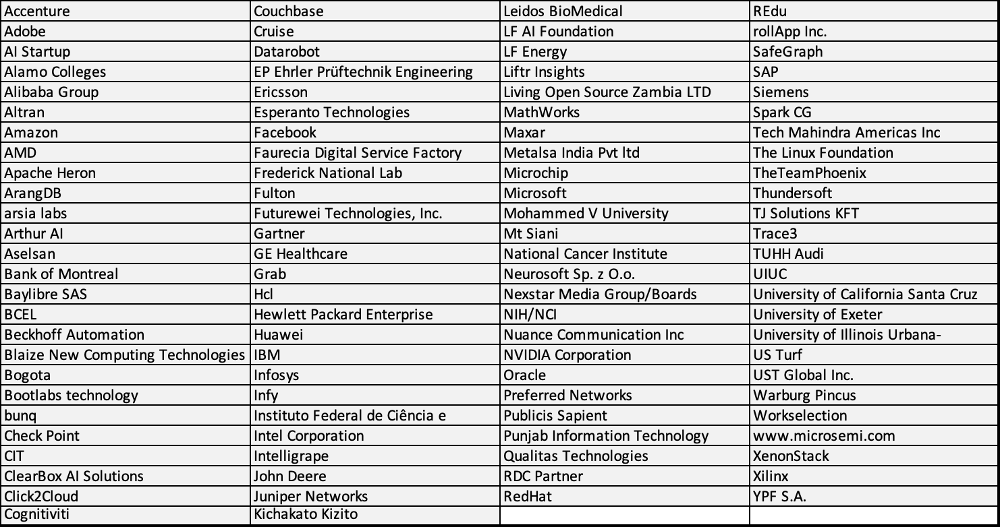 Accenture Couchbase Leidos BioMedical REdu
Adobe Cruise LF AI Foundation rollApp Inc.
AI Startup Datarobot LF Energy SafeGraph
Alamo Colleges EP Ehrler Prüftechnik Engineering Liftr Insights SAP
Alibaba Group Ericsson Living Open Source Zambia LTD Siemens
Altran Esperanto Technologies MathWorks Spark CG
Amazon Facebook Maxar Tech Mahindra Americas Inc
AMD Faurecia Digital Service Factory Metalsa India Pvt ltd The Linux Foundation
Apache Heron Frederick National Lab Microchip TheTeamPhoenix
ArangDB Fulton Microsoft Thundersoft
arsia labs Futurewei Technologies, Inc. Mohammed V University TJ Solutions KFT
Arthur AI Gartner Mt Siani Trace3
Aselsan GE Healthcare National Cancer Institute TUHH Audi
Bank of Montreal Grab Neurosoft Sp. z O.o. UIUC
Baylibre SAS Hcl Nexstar Media Group/Boards University of California Santa Cruz
BCEL Hewlett Packard Enterprise NIH/NCI University of Exeter
Beckhoff Automation Huawei Nuance Communication Inc University of Illinois Urbana-
Blaize New Computing Technologies IBM NVIDIA Corporation US Turf
Bogota Infosys Oracle UST Global Inc.
Bootlabs technology Infy Preferred Networks Warburg Pincus
bunq Instituto Federal de Ciência e Publicis Sapient Workselection
Check Point Intel Corporation Punjab Information Technology www.microsemi.com
CIT Intelligrape Qualitas Technologies XenonStack
ClearBox AI Solutions John Deere RDC Partner Xilinx
Click2Cloud Juniper Networks RedHat YPF S.A.
Cognitiviti Kichakato Kizito